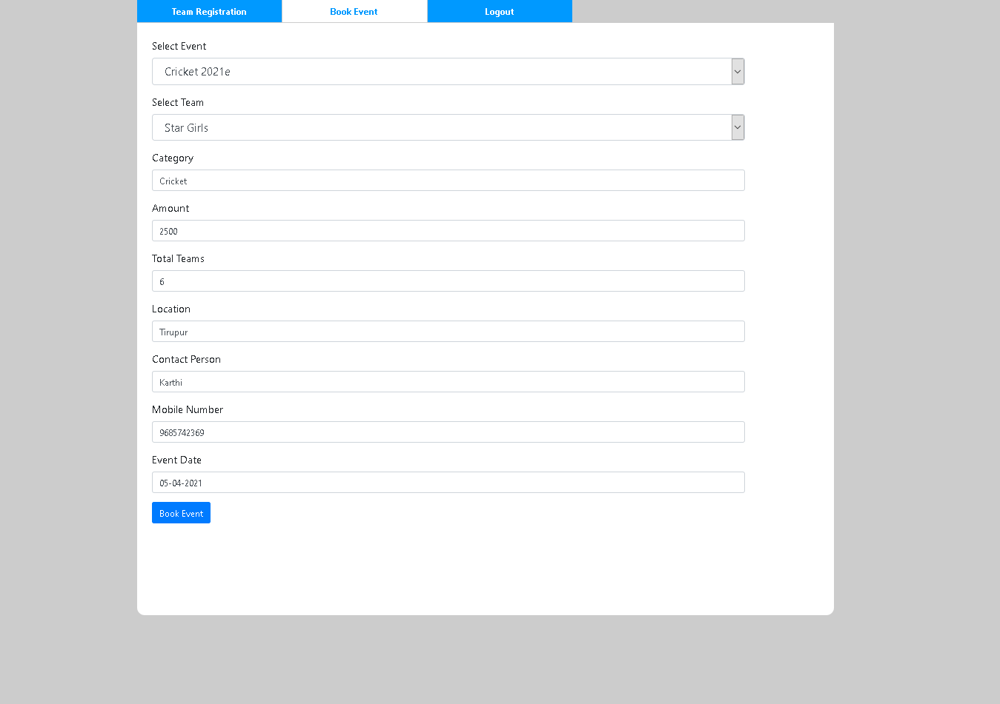 Team Registration Book Event Logout
Select Event
Cricket 2021e
Select Team
Star Girls
Category
Cricket
Amount
2500
Total Teams
6
Location
Tirupur
Contact Person
Karthi
Mobile Number
9685742369
Event Date
05-04-2021
Book Event